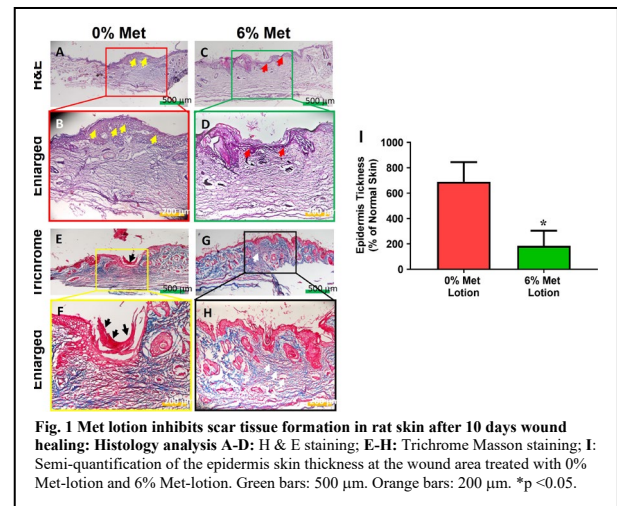 0% Met
6% Met
H&E
A
C
500 µm
500 µm
Enlarged
B
D
200 µm
Trichrome
E
G
500 µm
500 µm
Enlarged
F
H
200 µm
I
Epidermis Tickness
(% of Normal Skin)
1000
800
600
400
200
0
*
0% Met
Lotion
6% Met
Lotion
Fig. 1 Met lotion inhibits scar tissue formation in rat skin after 10 days wound
healing: Histology analysis A-D: H & E staining; E-H: Trichrome Masson staining; I:
Semi-quantification of the epidermis skin thickness at the wound area treated with 0%
Met-lotion and 6% Met-lotion. Green bars: 500 µm. Orange bars: 200 µm. *p <0.05.